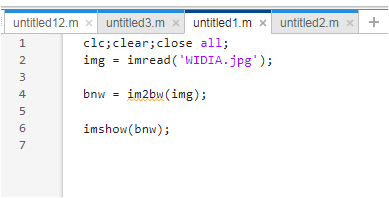 untitled12.m × untitled3.m × untitled1.m × untitled2.m × +
1 clc;clear;close all;
2 img = imread('WIDIA.jpg');
3
4 bnw = im2bw(img);
5
6 imshow(bnw);
7